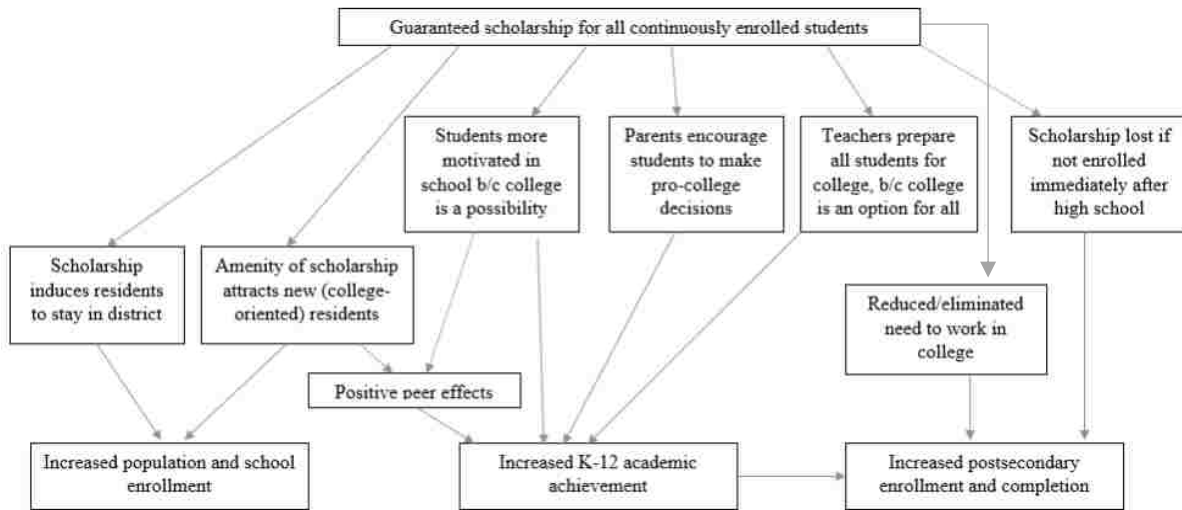 Guaranteed scholarship for all continuously enrolled students
Students more
motivated in
school b/c college
is a possibility
Parents encourage
students to make
pro-college
decisions
Teachers prepare
all students for
college, b/c college
is an option for all
Scholarship lost if
not enrolled
immediately after
high school
Scholarship
induces residents
to stay in district
Amenity of scholarship
attracts new (college-
oriented) residents
Reduced/eliminated
need to work in
college
Positive peer effects
Increased population and school
enrollment
Increased K-12 academic
achievement
Increased postsecondary
enrollment and completion